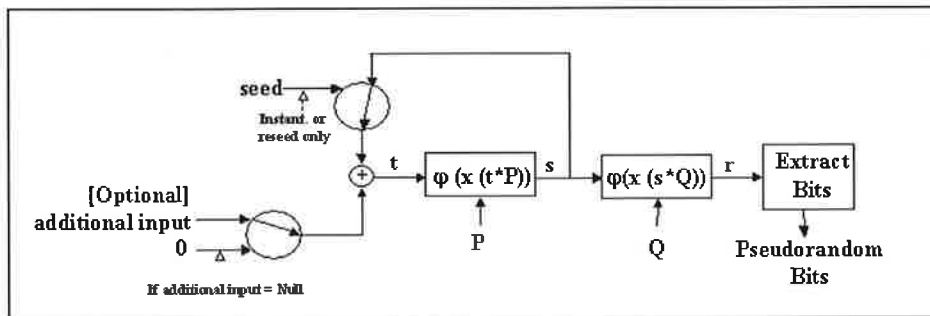 seed
Instant. or
reseed only
t
φ (x (t*P))
s
φ(x (s*Q))
r
Extract
Bits
[Optional]
additional input
0
P
Q
Pseudorandom
Bits
If additional input = Null